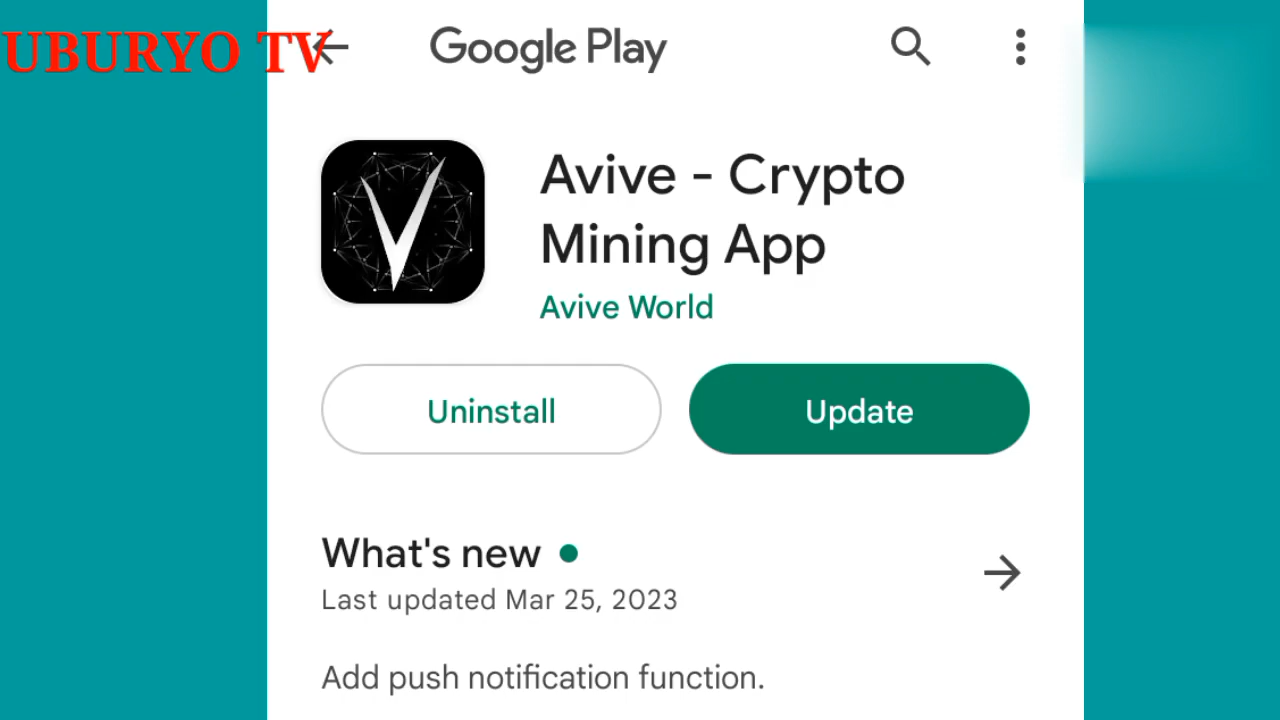 UBURYO TV
Google Play
Avive - Crypto
Mining App
Avive World
Uninstall
Update
What's new
Last updated Mar 25, 2023
Add push notification function.